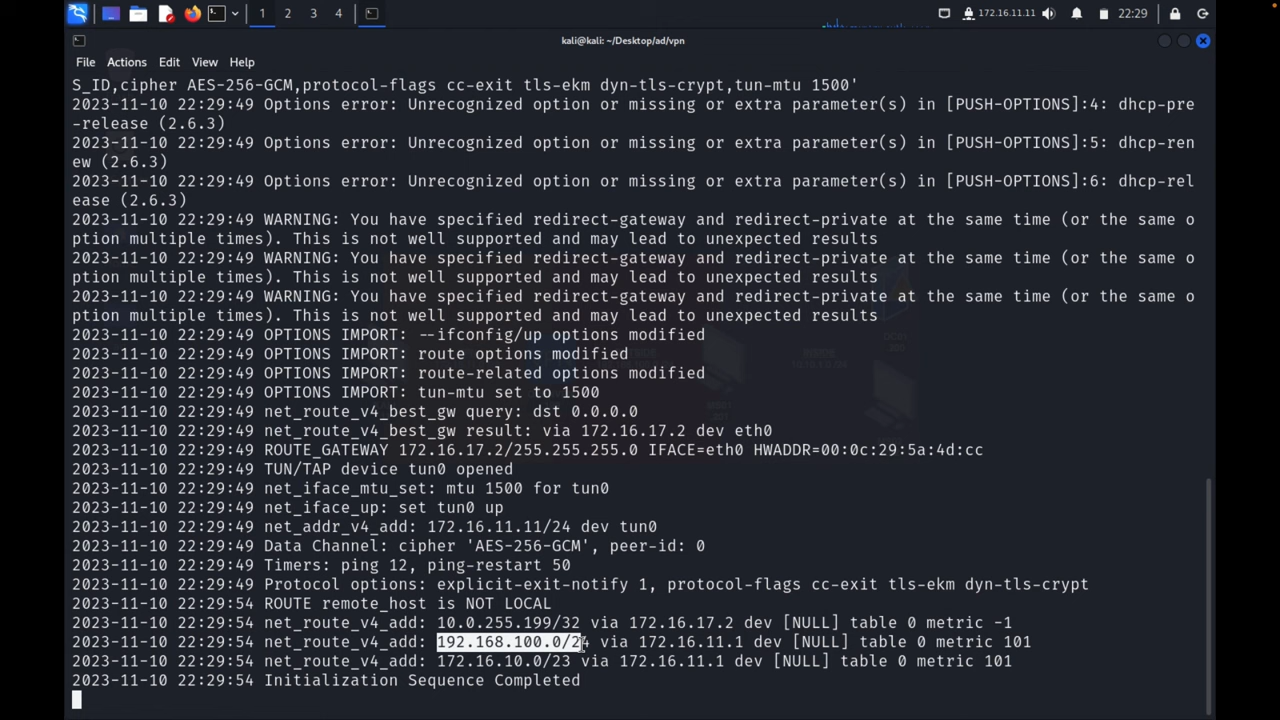 1 2 3 4
172.16.11.11 22:29
kali@kali: ~/Desktop/ad/vpn
File Actions Edit View Help
S_ID,cipher AES-256-GCM,protocol-flags cc-exit tls-ekm dyn-tls-crypt,tun-mtu 1500'
2023-11-10 22:29:49 Options error: Unrecognized option or missing or extra parameter(s) in [PUSH-OPTIONS]:4: dhcp-pre
-release (2.6.3)
2023-11-10 22:29:49 Options error: Unrecognized option or missing or extra parameter(s) in [PUSH-OPTIONS]:5: dhcp-ren
ew (2.6.3)
2023-11-10 22:29:49 Options error: Unrecognized option or missing or extra parameter(s) in [PUSH-OPTIONS]:6: dhcp-rel
ease (2.6.3)
2023-11-10 22:29:49 WARNING: You have specified redirect-gateway and redirect-private at the same time (or the same o
ption multiple times). This is not well supported and may lead to unexpected results
2023-11-10 22:29:49 WARNING: You have specified redirect-gateway and redirect-private at the same time (or the same o
ption multiple times). This is not well supported and may lead to unexpected results
2023-11-10 22:29:49 WARNING: You have specified redirect-gateway and redirect-private at the same time (or the same o
ption multiple times). This is not well supported and may lead to unexpected results
2023-11-10 22:29:49 OPTIONS IMPORT: --ifconfig/up options modified
2023-11-10 22:29:49 OPTIONS IMPORT: route options modified
2023-11-10 22:29:49 OPTIONS IMPORT: route-related options modified
2023-11-10 22:29:49 OPTIONS IMPORT: tun-mtu set to 1500
2023-11-10 22:29:49 net_route_v4_best_gw query: dst 0.0.0.0
2023-11-10 22:29:49 net_route_v4_best_gw result: via 172.16.17.2 dev eth0
2023-11-10 22:29:49 ROUTE_GATEWAY 172.16.17.2/255.255.255.0 IFACE=eth0 HWADDR=00:0c:29:5a:4d:cc
2023-11-10 22:29:49 TUN/TAP device tun0 opened
2023-11-10 22:29:49 net_iface_mtu_set: mtu 1500 for tun0
2023-11-10 22:29:49 net_iface_up: set tun0 up
2023-11-10 22:29:49 net_addr_v4_add: 172.16.11.11/24 dev tun0
2023-11-10 22:29:49 Data Channel: cipher 'AES-256-GCM', peer-id: 0
2023-11-10 22:29:49 Timers: ping 12, ping-restart 50
2023-11-10 22:29:49 Protocol options: explicit-exit-notify 1, protocol-flags cc-exit tls-ekm dyn-tls-crypt
2023-11-10 22:29:54 ROUTE remote_host is NOT LOCAL
2023-11-10 22:29:54 net_route_v4_add: 10.0.255.199/32 via 172.16.17.2 dev [NULL] table 0 metric -1
2023-11-10 22:29:54 net_route_v4_add: 192.168.100.0/24 via 172.16.11.1 dev [NULL] table 0 metric 101
2023-11-10 22:29:54 net_route_v4_add: 172.16.10.0/23 via 172.16.11.1 dev [NULL] table 0 metric 101
2023-11-10 22:29:54 Initialization Sequence Completed